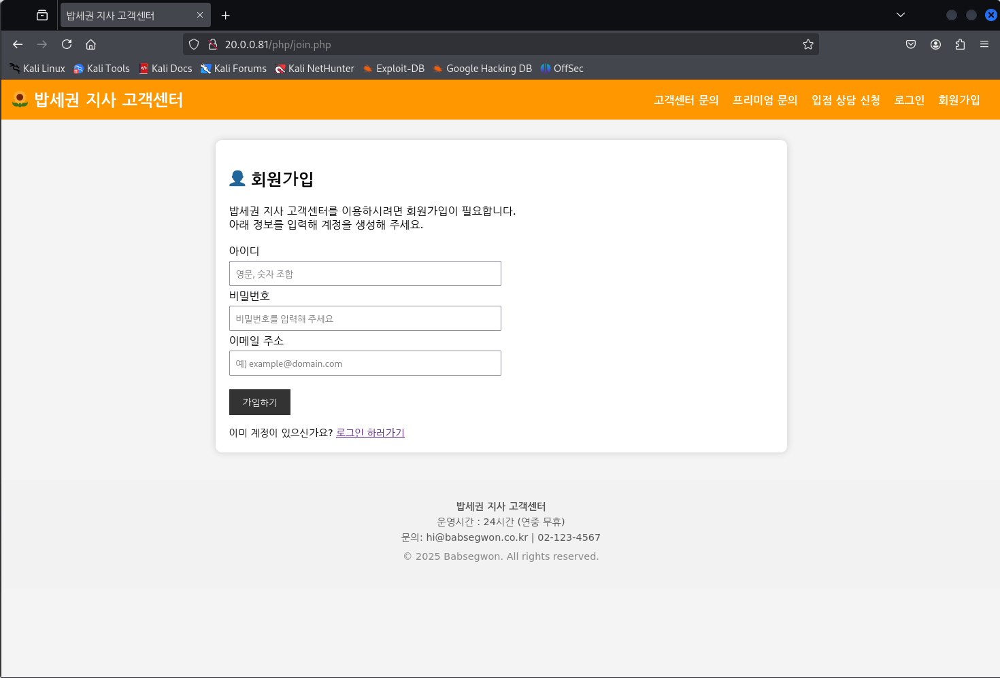 밥세권 지사 고객센터
20.0.0.81/php/join.php
Kali Linux Kali Tools Kali Docs Kali Forums Kali NetHunter Exploit-DB Google Hacking DB OffSec
밥세권 지사 고객센터 고객센터 문의 프리미엄 문의 입점 상담 신청 로그인 회원가입
회원가입
밥세권 지사 고객센터를 이용하시려면 회원가입이 필요합니다.
아래 정보를 입력해 계정을 생성해 주세요.
아이디
영문, 숫자 조합
비밀번호
비밀번호를 입력해 주세요
이메일 주소
예) example@domain.com
가입하기
이미 계정이 있으신가요? 로그인 하러가기
밥세권 지사 고객센터
운영시간 : 24시간 (연중 무휴)
문의: hi@babsegwon.co.kr | 02-123-4567
© 2025 Babsegwon. All rights reserved.